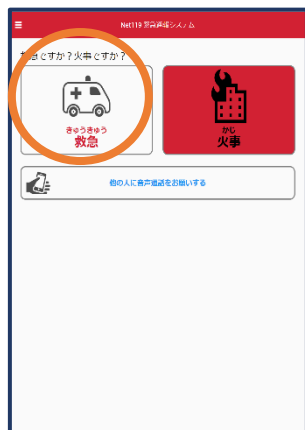 Net119 緊急通報システム
救急ですか？火事ですか？
きゅうきゅう
救急
かじ
火事
他の人に音声通話をお願いする